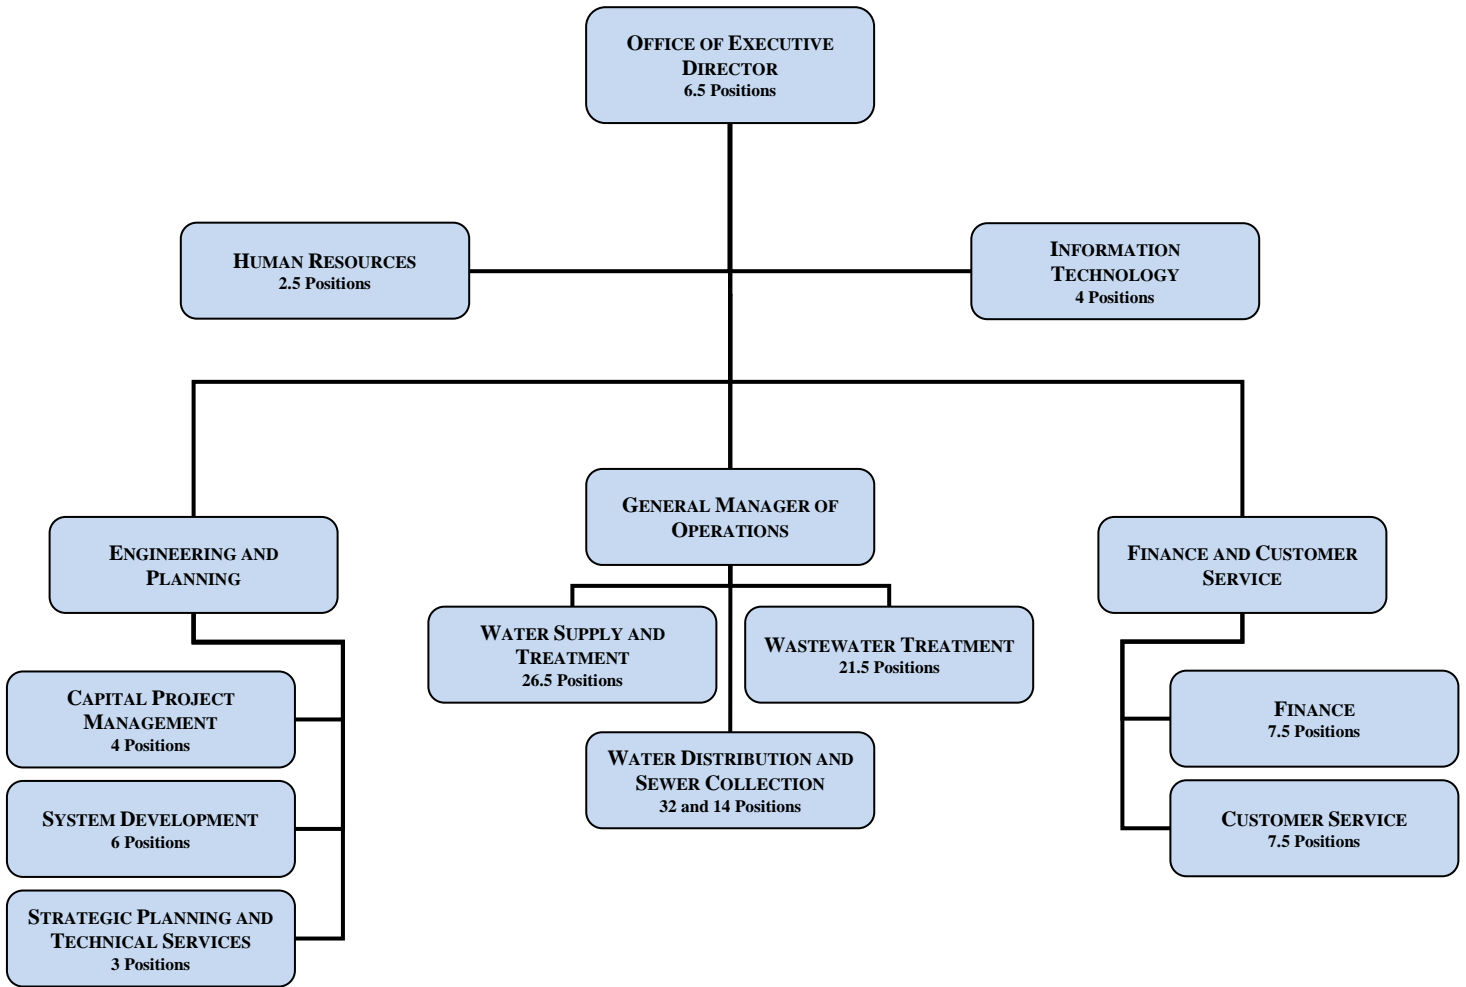 OFFICE OF EXECUTIVE
DIRECTOR
6.5 Positions
HUMAN RESOURCES
2.5 Positions
INFORMATION
TECHNOLOGY
4 Positions
ENGINEERING AND
PLANNING
GENERAL MANAGER OF
OPERATIONS
FINANCE AND CUSTOMER
SERVICE
WATER SUPPLY AND
TREATMENT
26.5 Positions
WASTEWATER TREATMENT
21.5 Positions
WATER DISTRIBUTION AND
SEWER COLLECTION
32 and 14 Positions
CAPITAL PROJECT
MANAGEMENT
4 Positions
SYSTEM DEVELOPMENT
6 Positions
STRATEGIC PLANNING AND
TECHNICAL SERVICES
3 Positions
FINANCE
7.5 Positions
CUSTOMER SERVICE
7.5 Positions